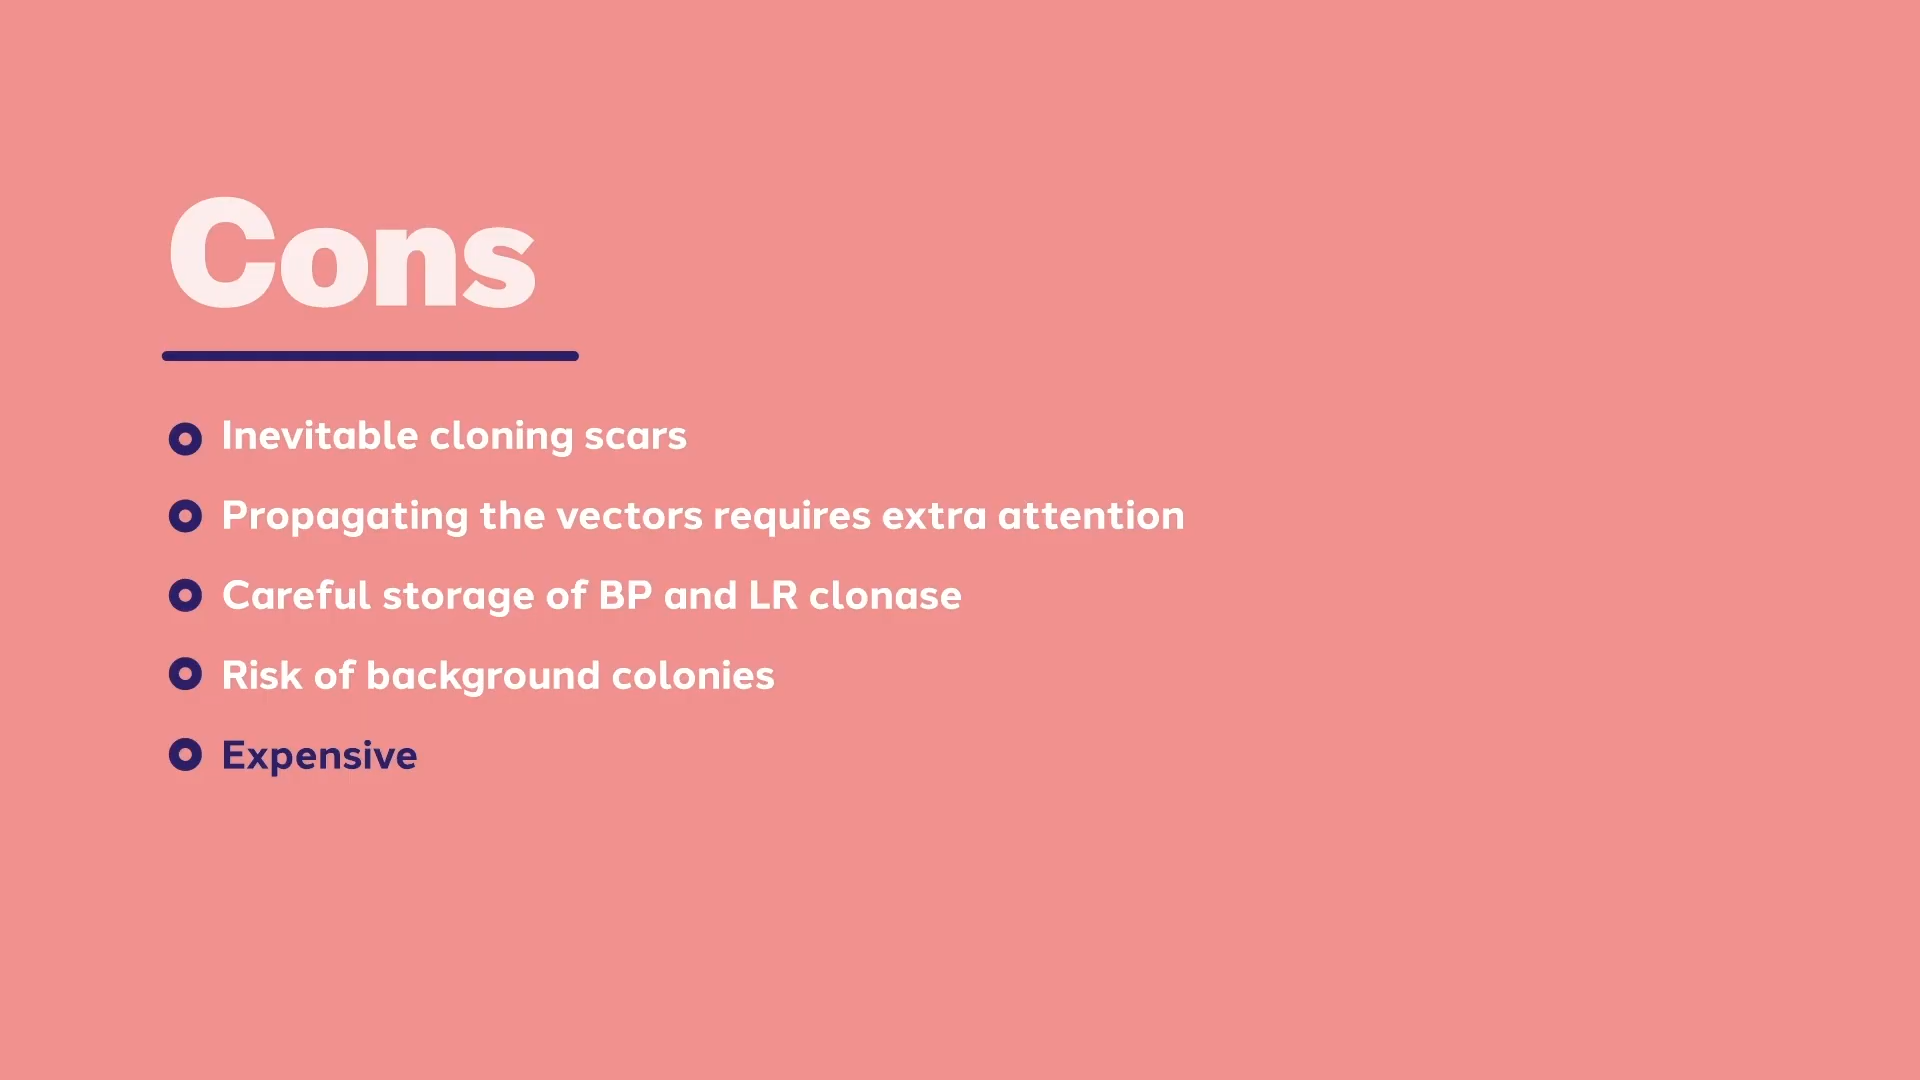 Cons
Inevitable cloning scars
Propagating the vectors requires extra attention
Careful storage of BP and LR clonase
Risk of background colonies
Expensive